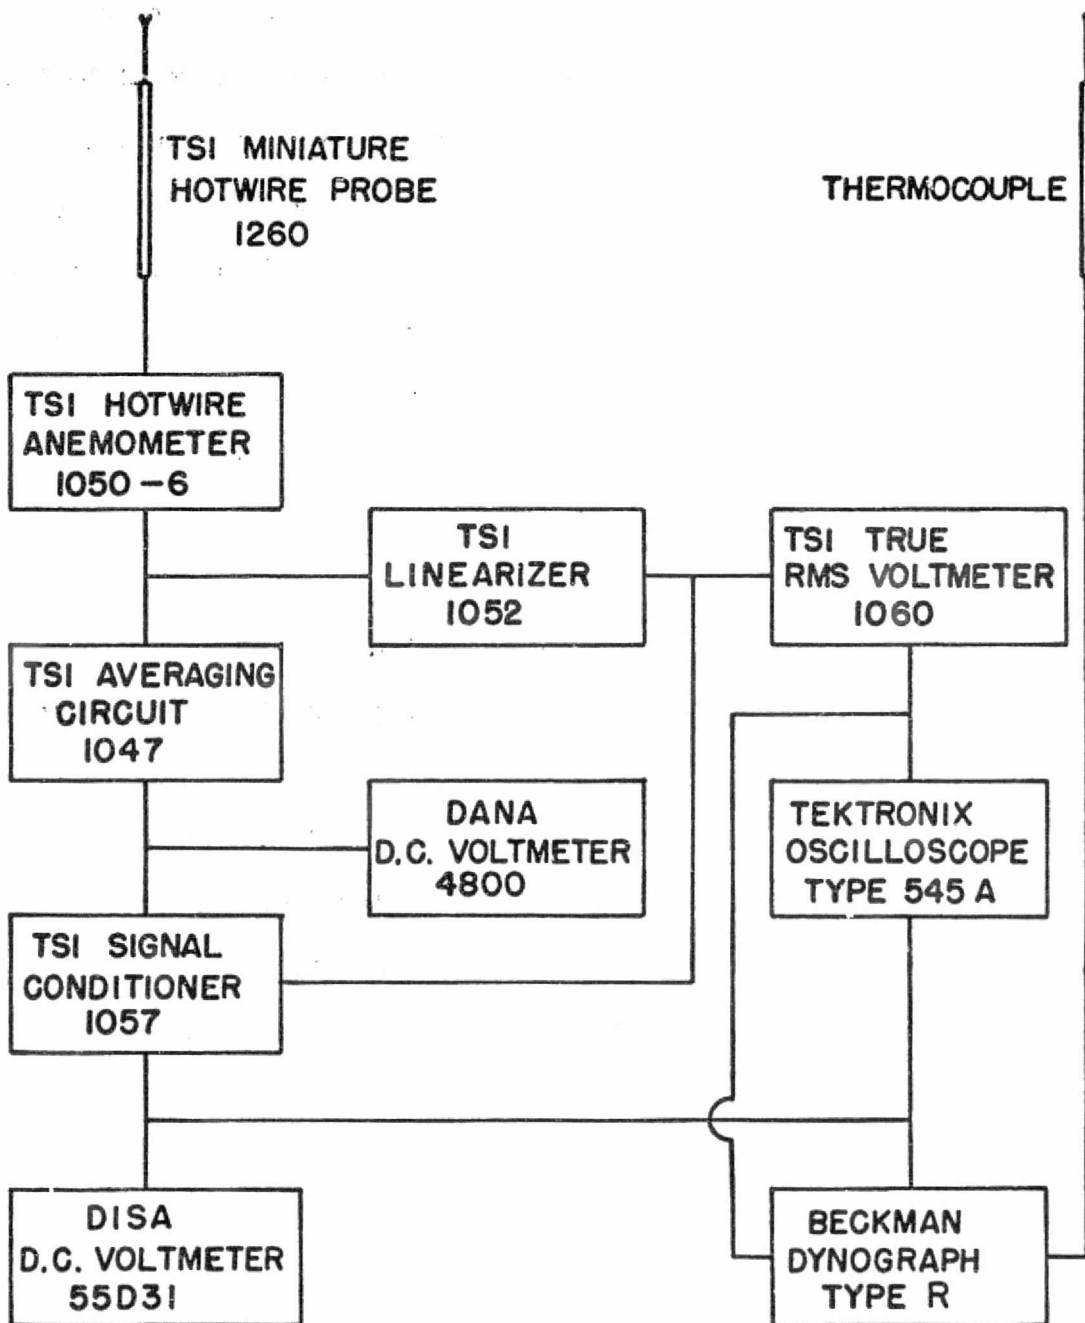 TSI MINIATURE
HOTWIRE PROBE
1260
THERMOCOUPLE
TSI HOTWIRE
ANEMOMETER
1050-6
TSI
LINEARIZER
1052
TSI TRUE
RMS VOLTMETER
1060
TSI AVERAGING
CIRCUIT
1047
DANA
D.C. VOLTMETER
4800
TEKTRONIX
OSCILLOSCOPE
TYPE 545 A
TSI SIGNAL
CONDITIONER
1057
DISA
D.C. VOLTMETER
55D31
BECKMAN
DYNOGRAPH
TYPE R